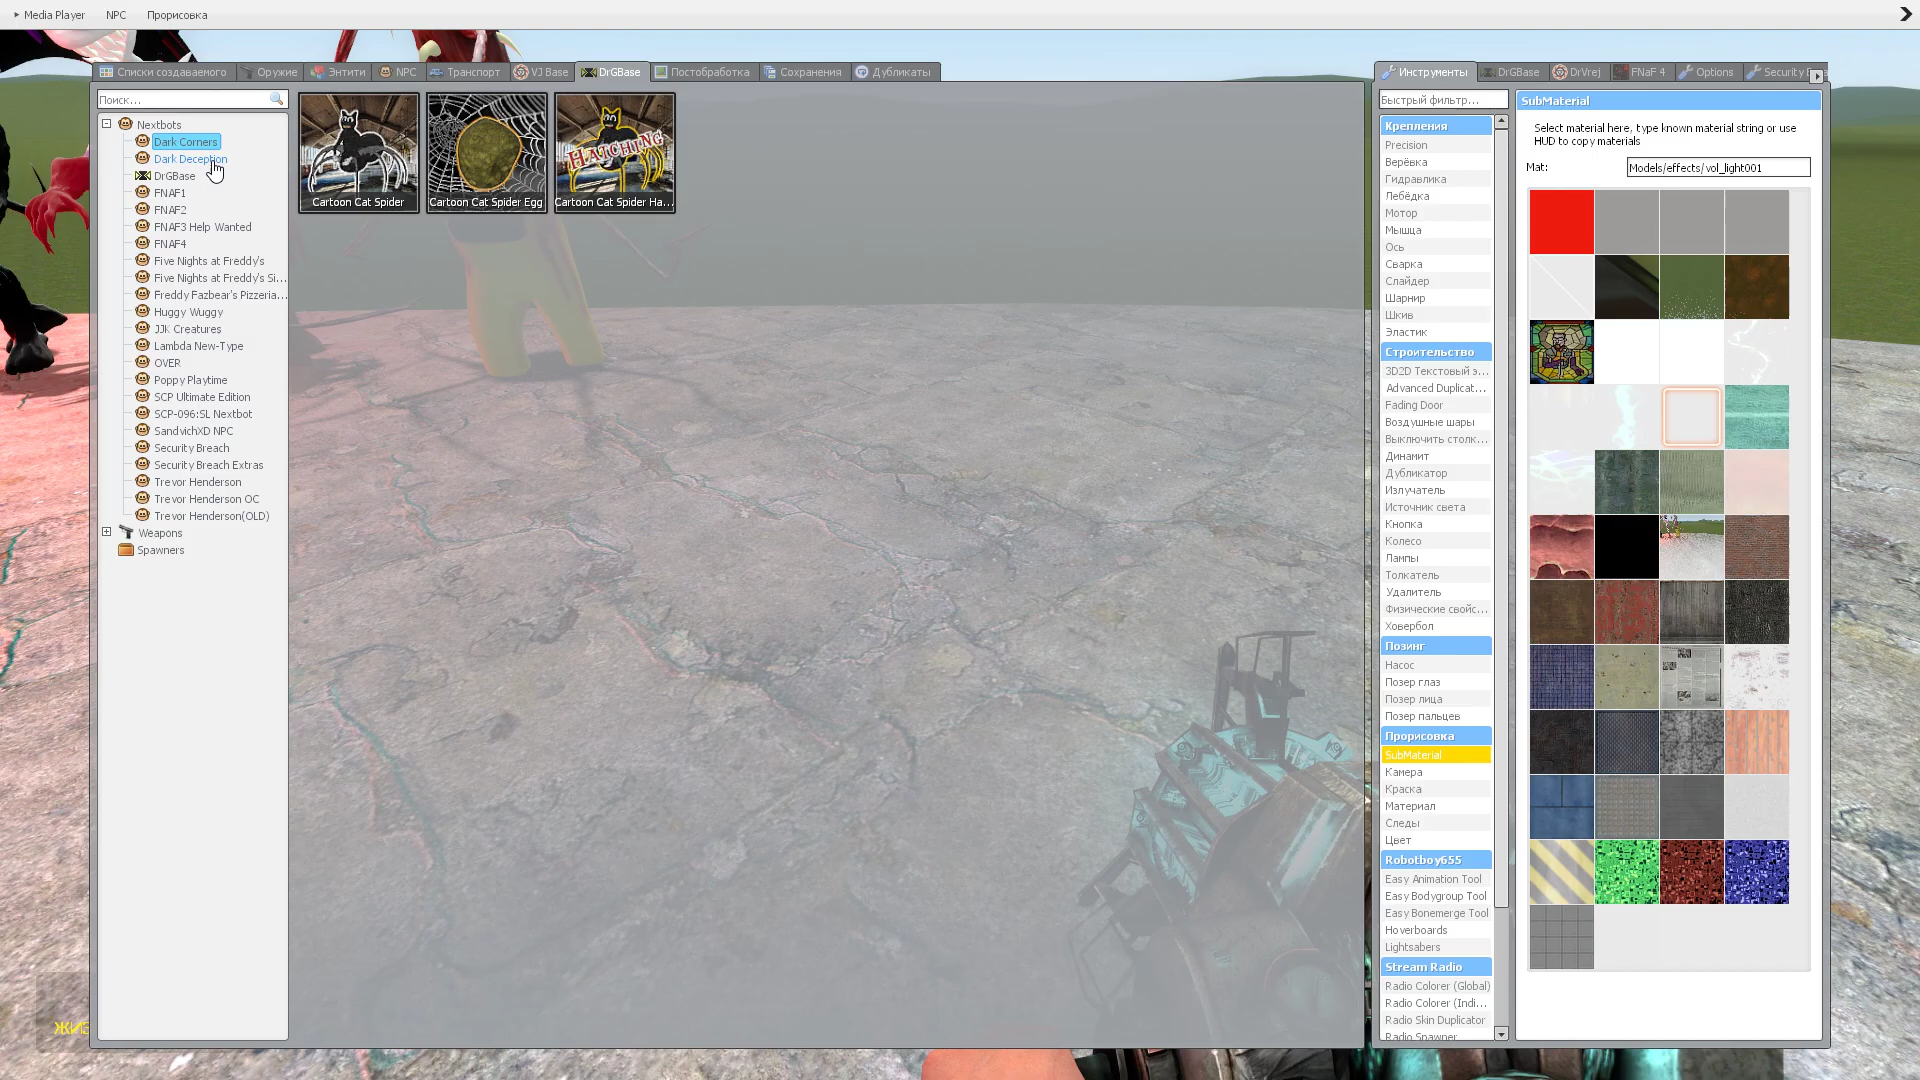 Media Player NPC Прорисовка
Списки создаваемого Оружие Энтити NPC Транспорт VJ Base DrGBase Постобработка Сохранения Дубликаты
Поиск...
Nextbots
Dark Corners
Dark Deception
DrGBase
FNAF1
FNAF2
FNAF3 Help Wanted
FNAF4
Five Nights at Freddy's
Five Nights at Freddy's Si...
Freddy Fazbear's Pizzeria...
Huggy Wuggy
JJK Creatures
Lambda New-Type
OVER
Poppy Playtime
SCP Ultimate Edition
SCP-096:SL Nextbot
SandvichXD NPC
Security Breach
Security Breach Extras
Trevor Henderson
Trevor Henderson OC
Trevor Henderson(OLD)
Weapons
Spawners
HATCHING
Cartoon Cat Spider
Cartoon Cat Spider Egg
Cartoon Cat Spider Ha...
Инструменты DrGBase DrVrej FNaF 4 Options Security
Быстрый фильтр...
Крепления
Precision
Верёвка
Гидравлика
Лебёдка
Мотор
Мышца
Ось
Сварка
Слайдер
Шарнир
Шкив
Эластик
Строительство
3D2D Текстовый э...
Advanced Duplicat...
Fading Door
Воздушные шары
Выключить столк...
Динамит
Дубликатор
Излучатель
Источник света
Кнопка
Колесо
Лампы
Толкатель
Удалитель
Физические свойс...
Ховербол
Позинг
Насос
Позер глаз
Позер лица
Позер пальцев
Прорисовка
SubMaterial
Камера
Краска
Материал
Следы
Цвет
Robotboy655
Easy Animation Tool
Easy Bodygroup Tool
Easy Bonemerge Tool
Hoverboards
Lightsabers
Stream Radio
Radio Colorer (Global)
Radio Colorer (Indi...
Radio Skin Duplicator
Radio Spawner
SubMaterial
Select material here, type known material string or use
HUD to copy materials
Mat: Models/effects/vol_light001